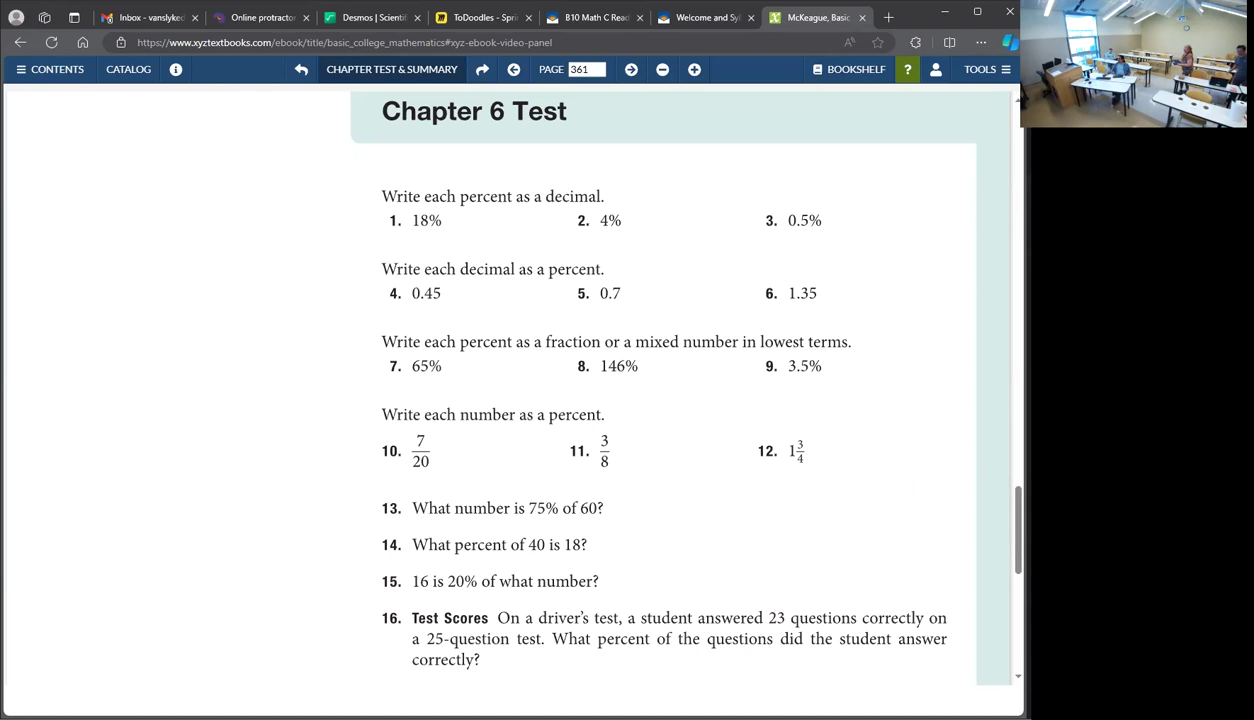 Inbox - vanslyked
Online protractor
Desmos | Scientif
ToDoodles - Spri
B10 Math C Read
Welcome and Syl
McKeague, Basic
https://www.xyztextbooks.com/ebook/title/basic_college_mathematics#xyz-ebook-video-panel
CONTENTS CATALOG CHAPTER TEST & SUMMARY PAGE 361 BOOKSHELF ? TOOLS
Chapter 6 Test
Write each percent as a decimal.
1. 18% 2. 4% 3. 0.5%
Write each decimal as a percent.
4. 0.45 5. 0.7 6. 1.35
Write each percent as a fraction or a mixed number in lowest terms.
7. 65% 8. 146% 9. 3.5%
Write each number as a percent.
10. 7/20 11. 3/8 12. 1 3/4
13. What number is 75% of 60?
14. What percent of 40 is 18?
15. 16 is 20% of what number?
16. Test Scores On a driver's test, a student answered 23 questions correctly on
a 25-question test. What percent of the questions did the student answer
correctly?